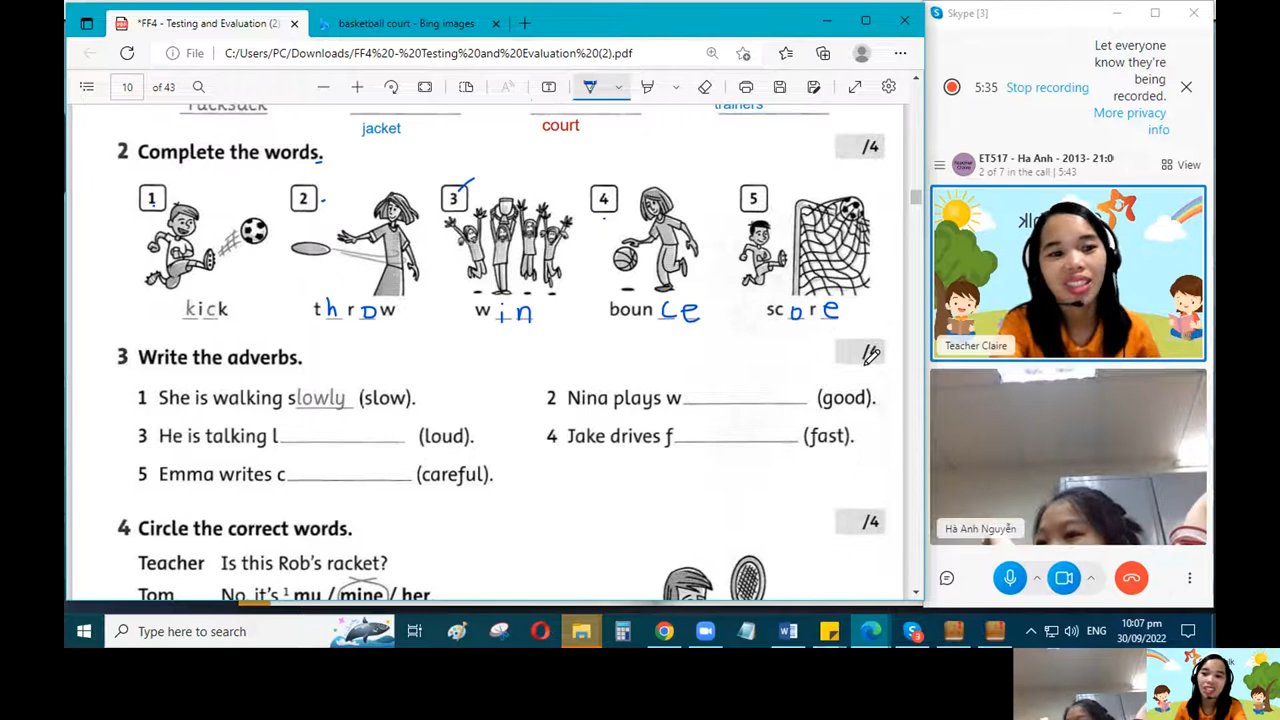 *FF4 - Testing and Evaluation (2)
basketball court - Bing images
File C:/Users/PC/Downloads/FF4%20-%20Testing%20and%20Evaluation%20(2).pdf
10 of 43
rucksack trainers
jacket court
2 Complete the words. /4
1 2 3 4 5
kick throw win bounce score
3 Write the adverbs.
1 She is walking slowly (slow). 2 Nina plays w____________ (good).
3 He is talking l____________ (loud). 4 Jake drives f____________ (fast).
5 Emma writes c____________ (careful).
4 Circle the correct words. /4
Teacher Is this Rob's racket?
Tom No, it's 1 my / mine / her
Skype [3]
Let everyone
know they're
being
recorded.
5:35 Stop recording
More privacy
info
ET517 - Ha Anh - 2013- 21:0
2 of 7 in the call | 5:43
View
Teacher Claire
Hà Anh Nguyễn
Type here to search
ENG
10:07 pm
30/09/2022